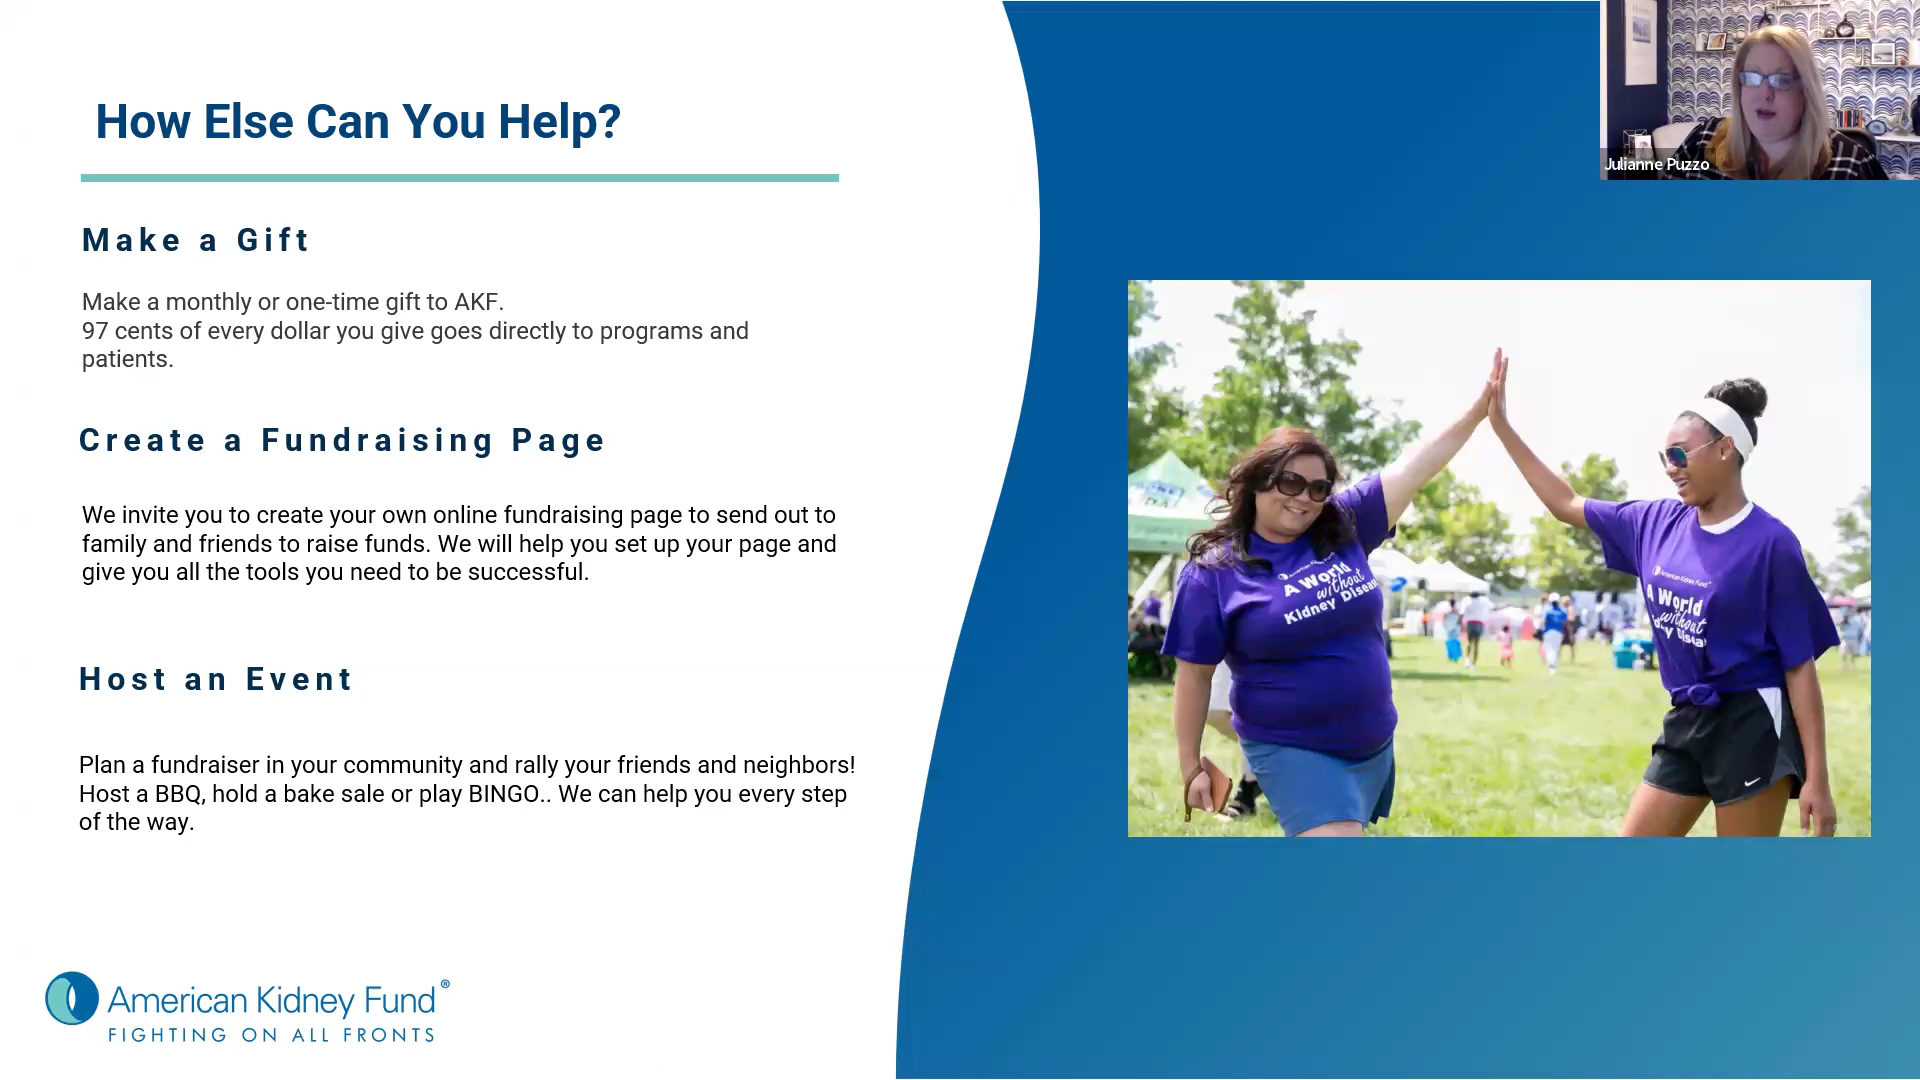 How Else Can You Help?
Make a Gift
Make a monthly or one-time gift to AKF.
97 cents of every dollar you give goes directly to programs and
patients.
Create a Fundraising Page
We invite you to create your own online fundraising page to send out to
family and friends to raise funds. We will help you set up your page and
give you all the tools you need to be successful.
Host an Event
Plan a fundraiser in your community and rally your friends and neighbors!
Host a BBQ, hold a bake sale or play BINGO.. We can help you every step
of the way.
American Kidney Fund®
FIGHTING ON ALL FRONTS
Julianne Puzzo
American Kidney Fund
A World
without
Kidney Disease
American Kidney Fund™
A World
without